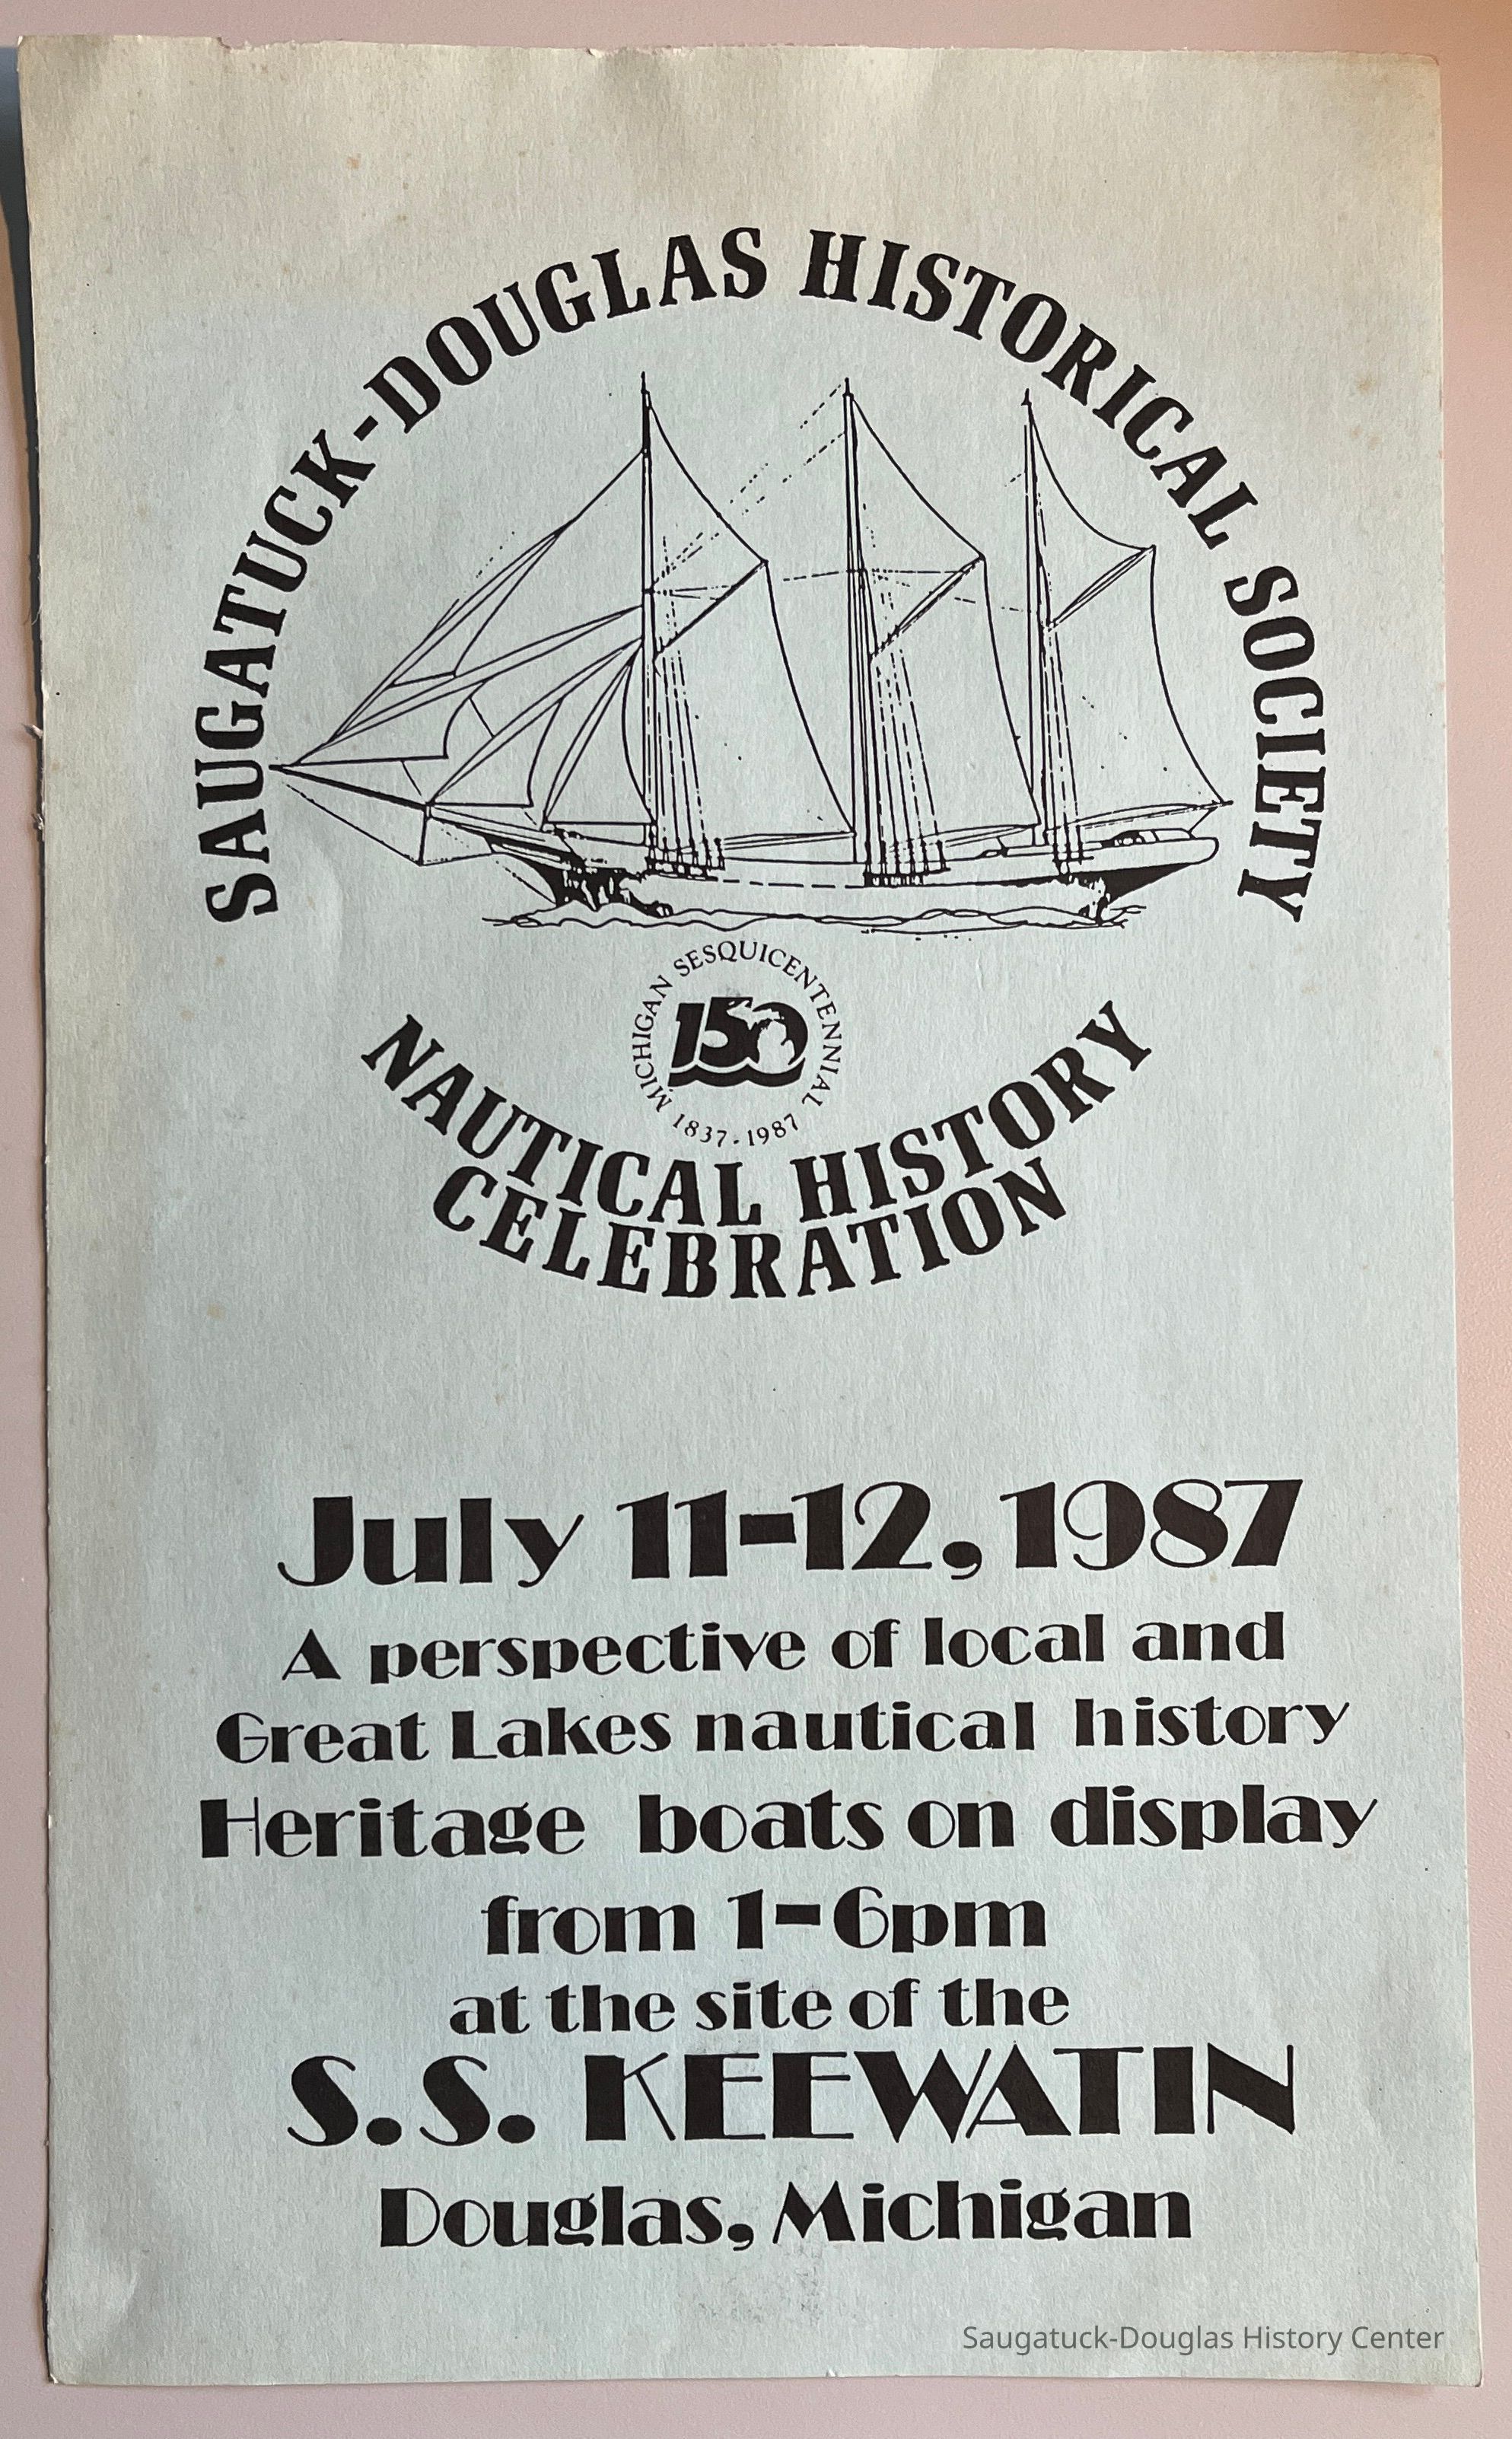 SAUGATUCK-DOUGLAS HISTORICAL SOCIETY
MICHIGAN SESQUICENTENNIAL
150
1837-1987
NAUTICAL HISTORY
CELEBRATION
July 11-12, 1987
A perspective of local and
Great Lakes nautical history
Heritage boats on display
from 1-6pm
at the site of the
S.S. KEEWATIN
Douglas, Michigan
Saugatuck-Douglas History Center